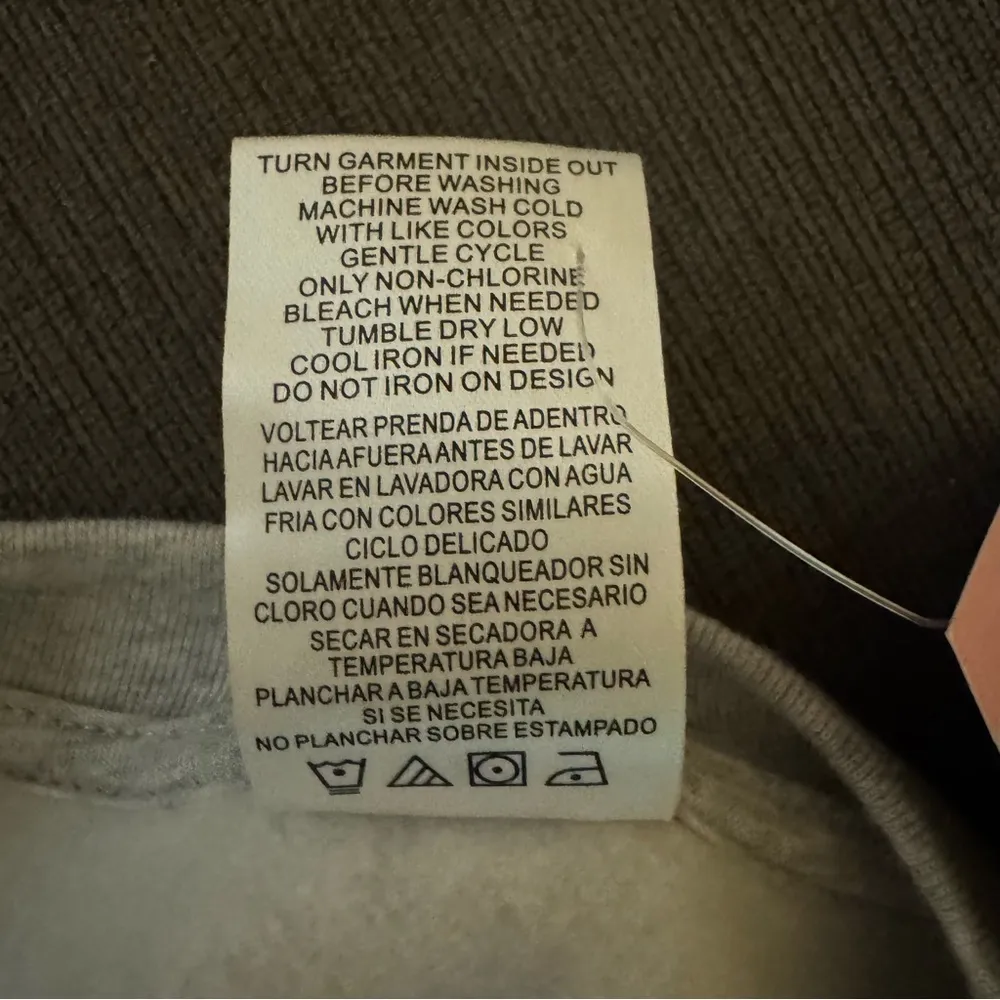 TURN GARMENT INSIDE OUT
BEFORE WASHING
MACHINE WASH COLD
WITH LIKE COLORS
GENTLE CYCLE
ONLY NON-CHLORINE
BLEACH WHEN NEEDED
TUMBLE DRY LOW
COOL IRON IF NEEDED
DO NOT IRON ON DESIGN
VOLTEAR PRENDA DE ADENTRO
HACIA AFUERA ANTES DE LAVAR
LAVAR EN LAVADORA CON AGUA
FRIA CON COLORES SIMILARES
CICLO DELICADO
SOLAMENTE BLANQUEADOR SIN
CLORO CUANDO SEA NECESARIO
SECAR EN SECADORA A
TEMPERATURA BAJA
PLANCHAR A BAJA TEMPERATURA
SI SE NECESITA
NO PLANCHAR SOBRE ESTAMPADO